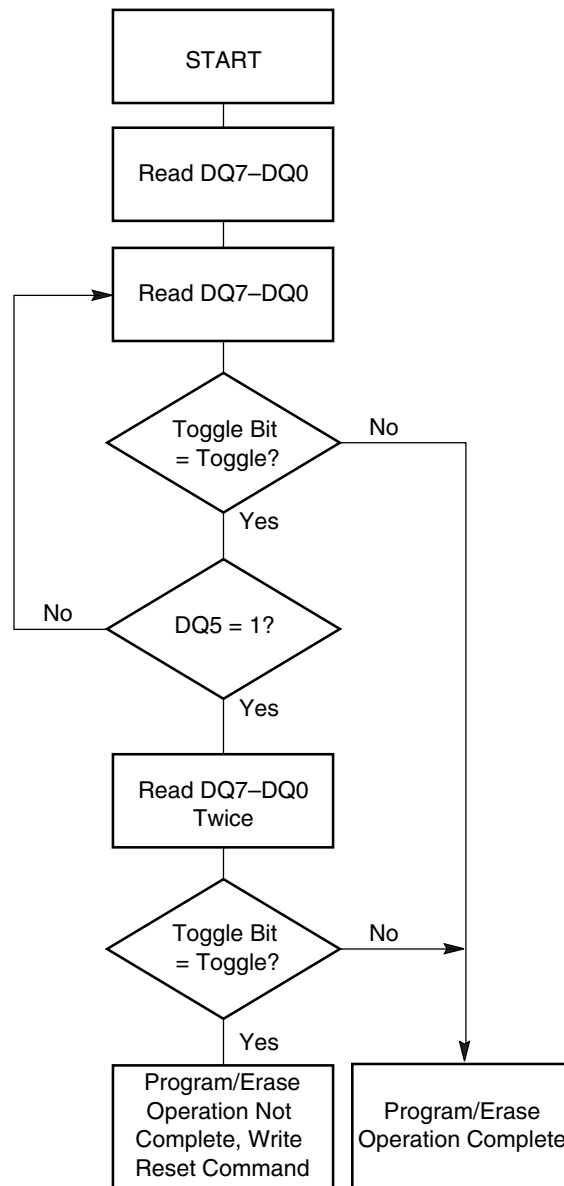 START
Read DQ7–DQ0
Read DQ7–DQ0
Toggle Bit
= Toggle?
No
Yes
No
DQ5 = 1?
Yes
Read DQ7–DQ0
Twice
Toggle Bit
= Toggle?
No
Yes
Program/Erase
Operation Not
Complete, Write
Reset Command
Program/Erase
Operation Complete